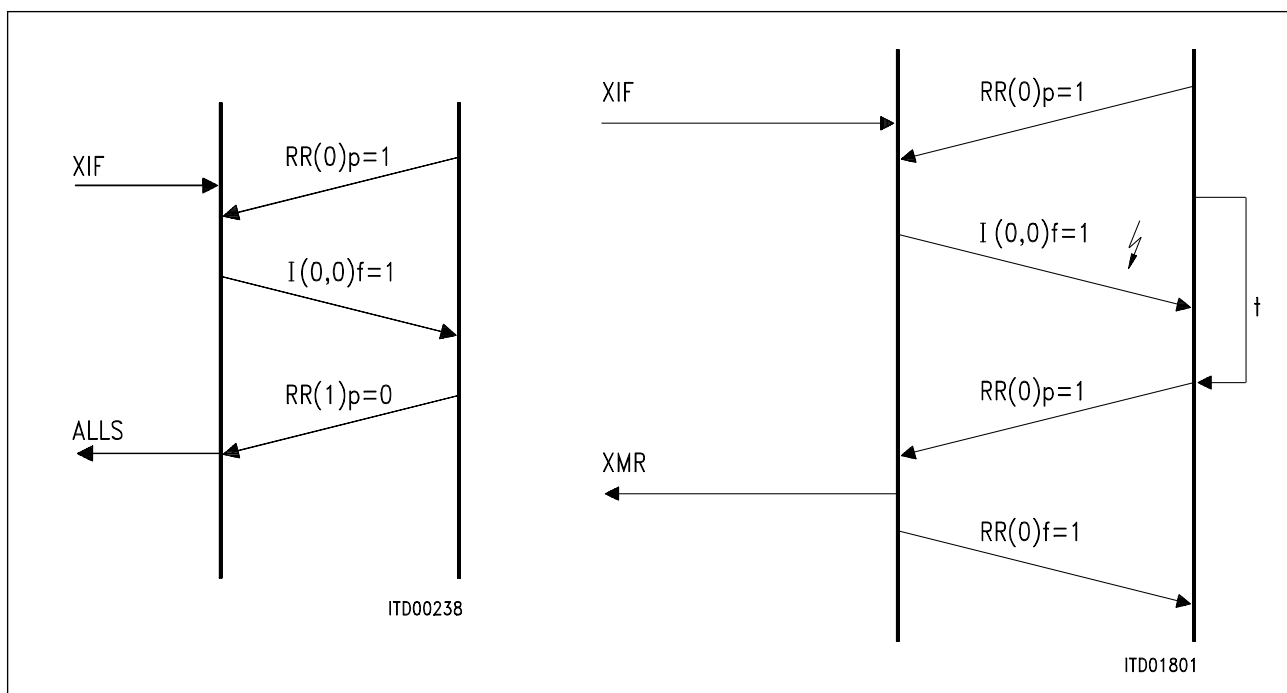 XIF
RR(0)p=1
I(0,0)f=1
RR(1)p=0
ALLS
ITD00238
XIF
RR(0)p=1
I(0,0)f=1
t
RR(0)p=1
XMR
RR(0)f=1
ITD01801